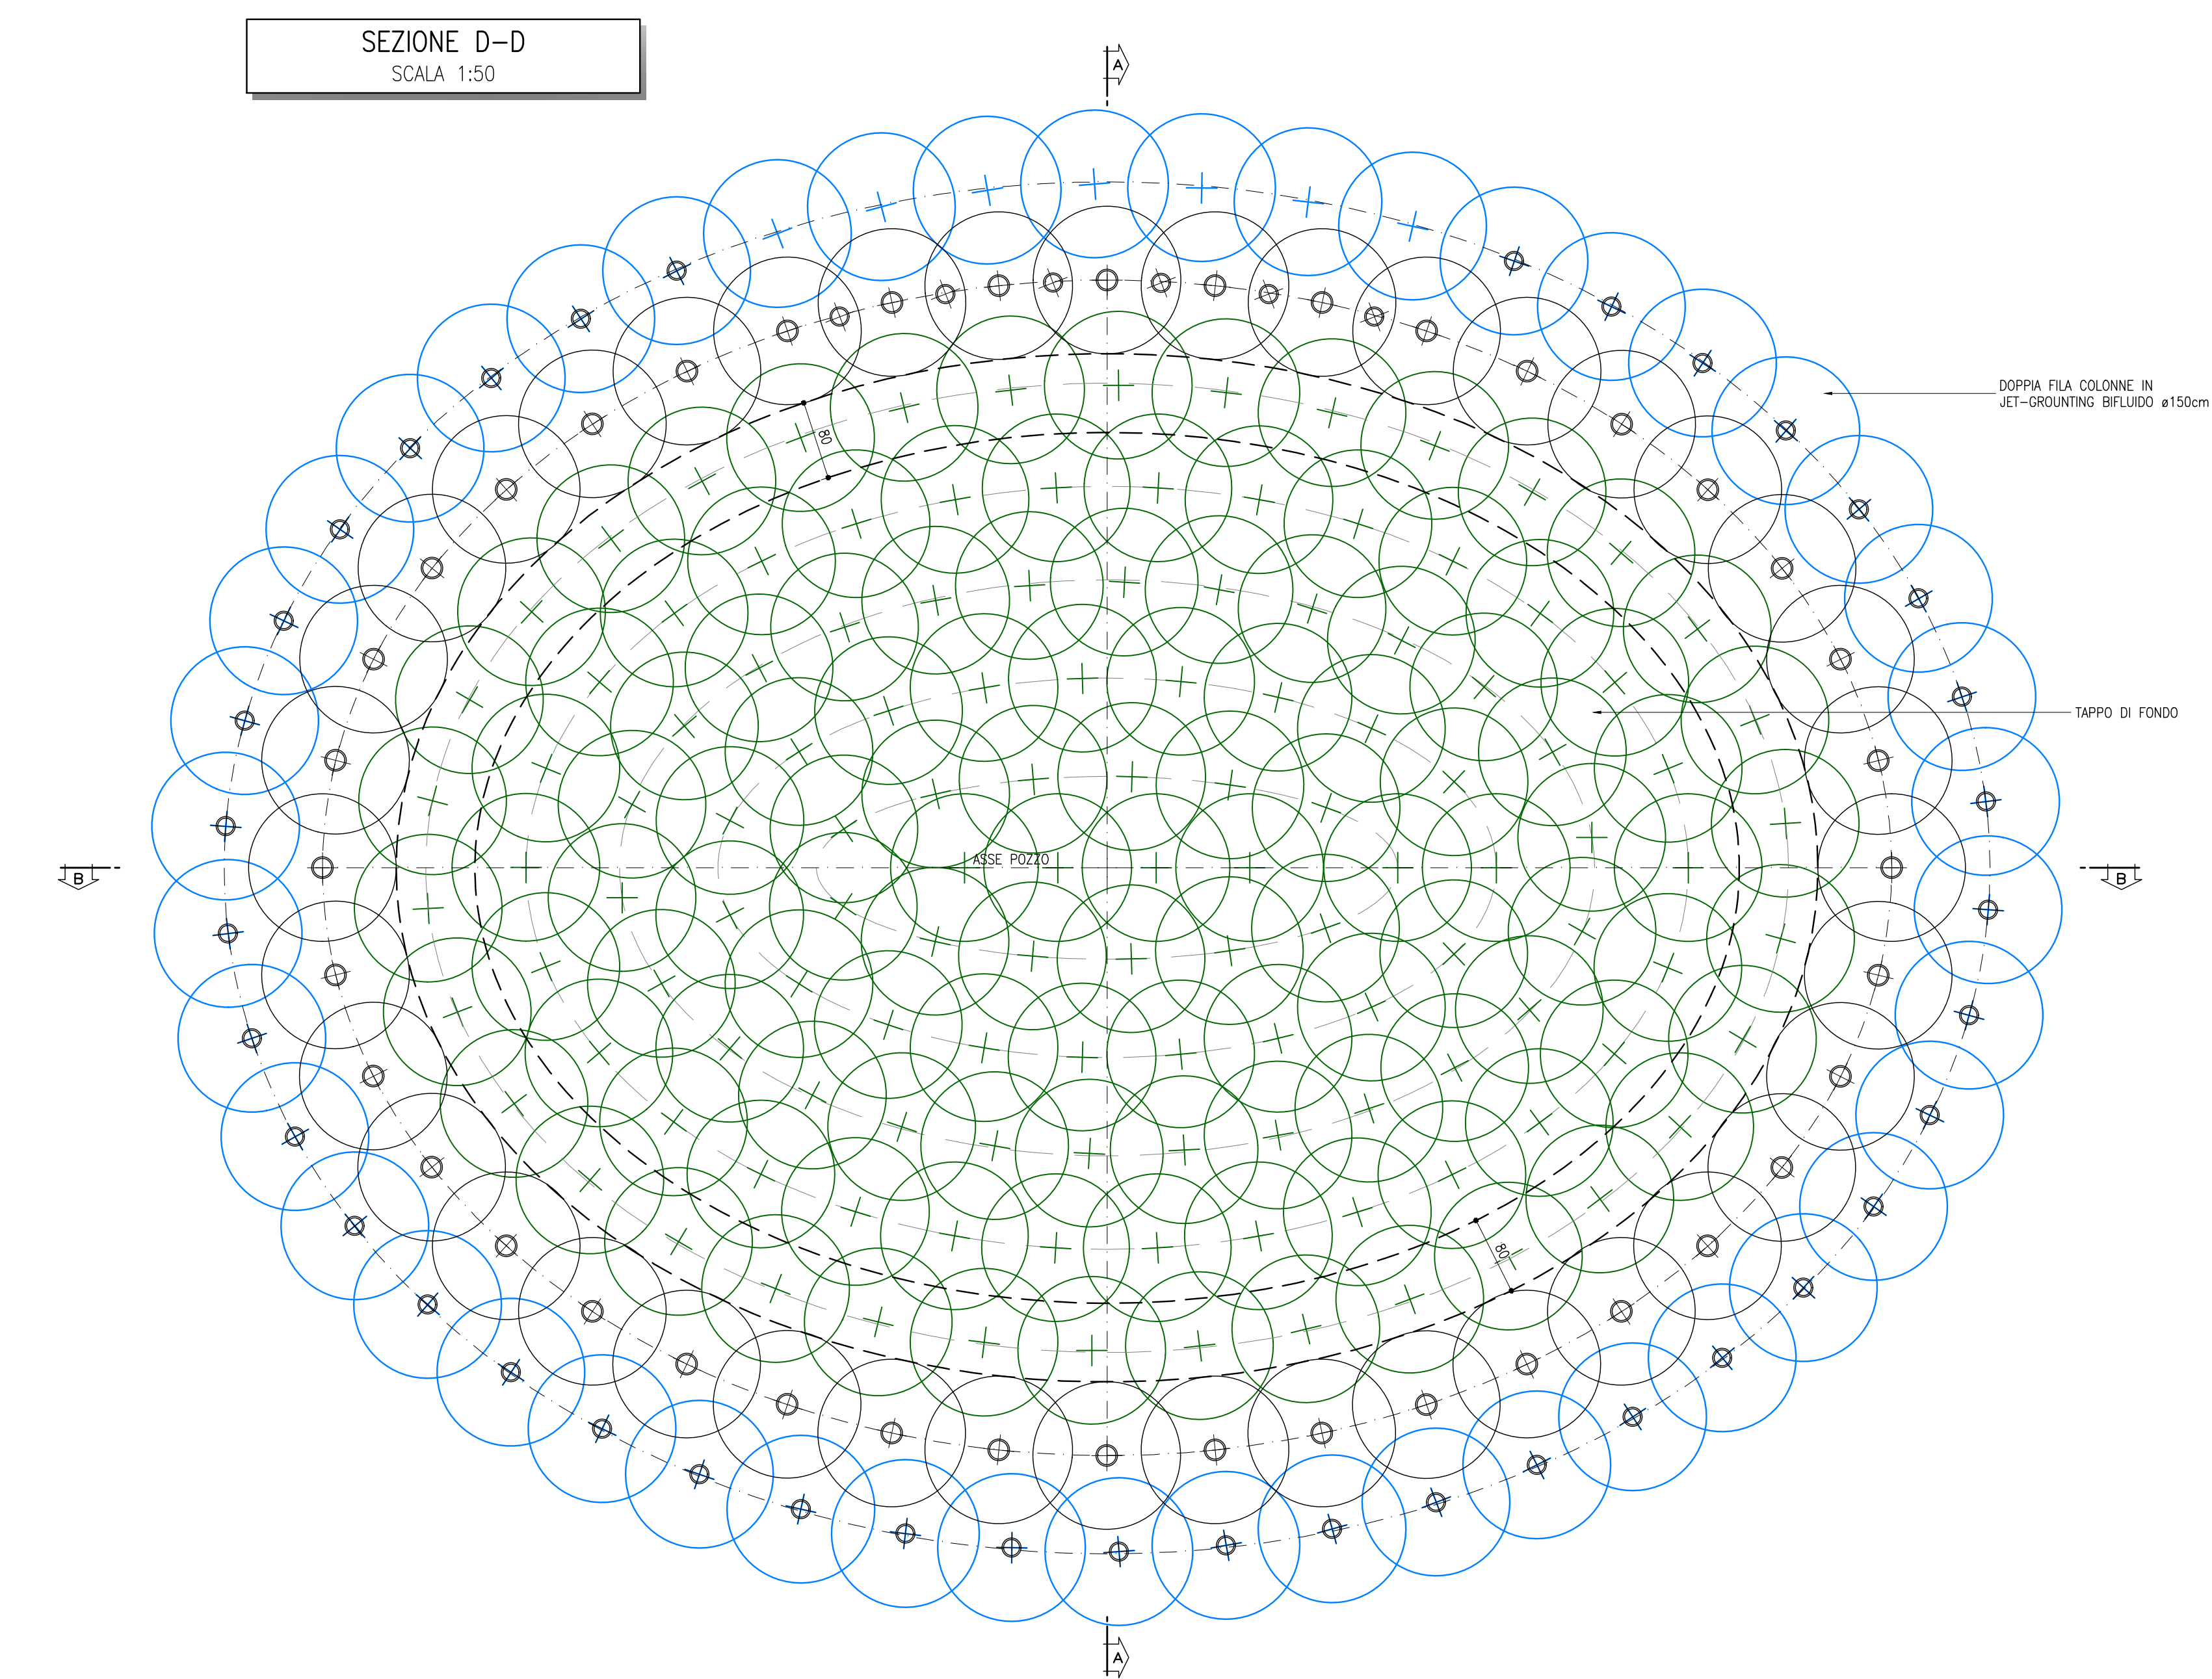 SEZIONE D-D
SCALA 1:50
A
DOPPIA FILA COLONNE IN
JET-GROUNTING BIFLUIDO ø150cm
80
TAPPO DI FONDO
ASSE POZZO
B
B
80
A